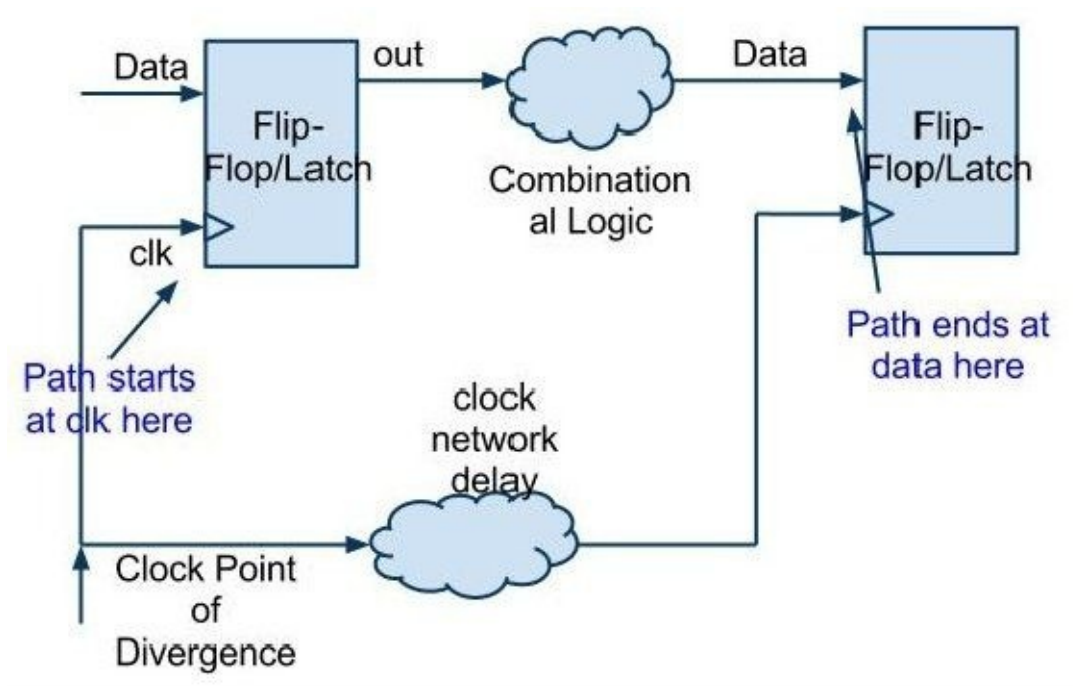 Data
Flip-
Flop/Latch
clk
out
Combination
al Logic
Data
Flip-
Flop/Latch
Path starts
at clk here
Path ends at
data here
clock
network
delay
Clock Point
of
Divergence